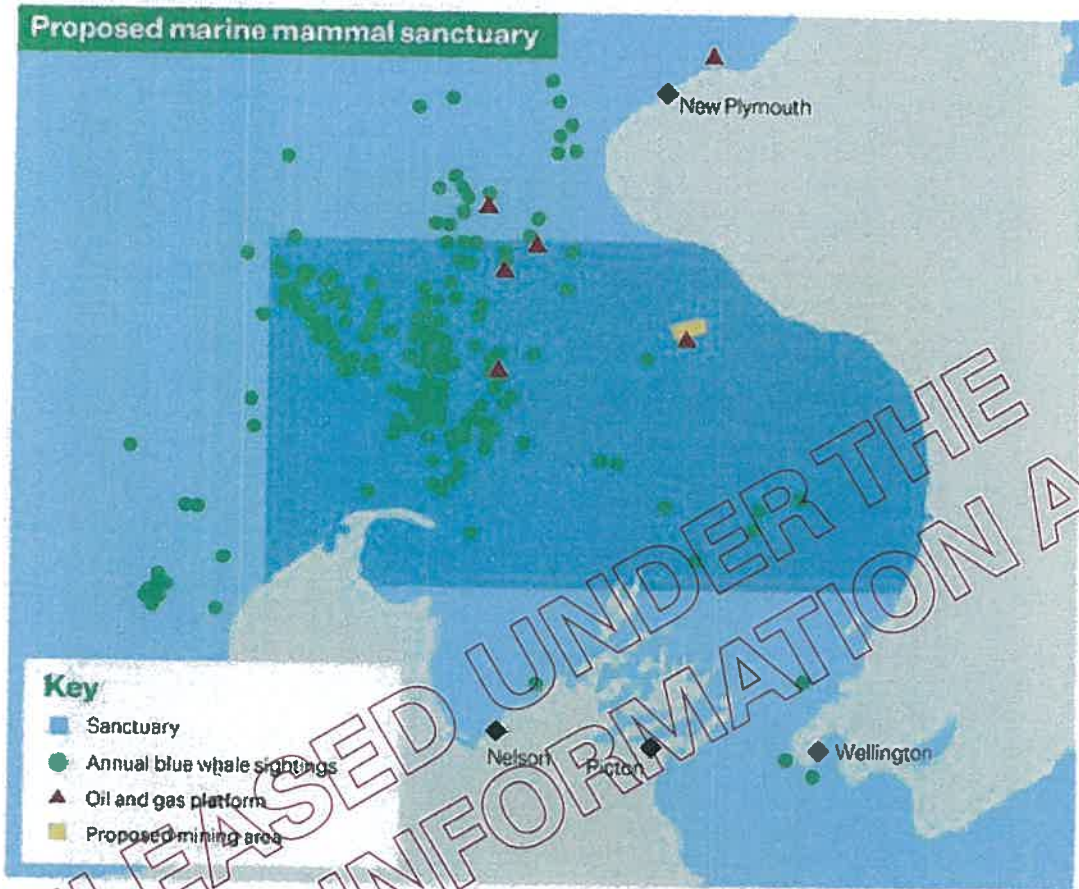 Proposed marine mammal sanctuary
New Plymouth
Key
Sanctuary
Annual blue whale sightings
Oil and gas platform
Proposed mining area
Nelson
Picton
Wellington
LEASED UNDER THE
INFORMATION A